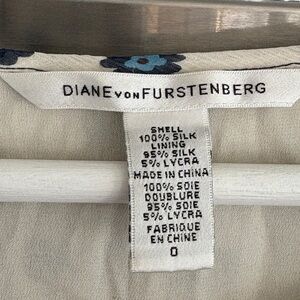 DIANE VON FURSTENBERG
SHELL
100% SILK
LINING
95% SILK
5% LYCRA
MADE IN CHINA
100% SOIE
DOUBLURE
95% SOIE
5% LYCRA
FABRIQUE
EN CHINE
0